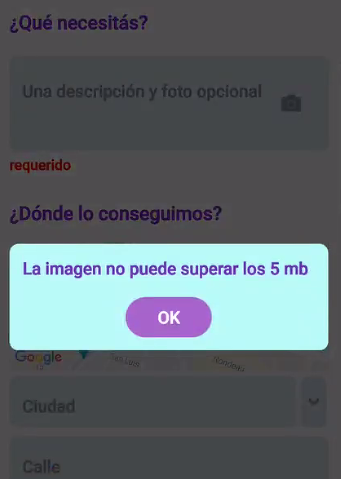 ¿Qué necesitás?
Una descripción y foto opcional
requerido
¿Dónde lo conseguimos?
La imagen no puede superar los 5 mb
OK
Google
Ciudad
Calle